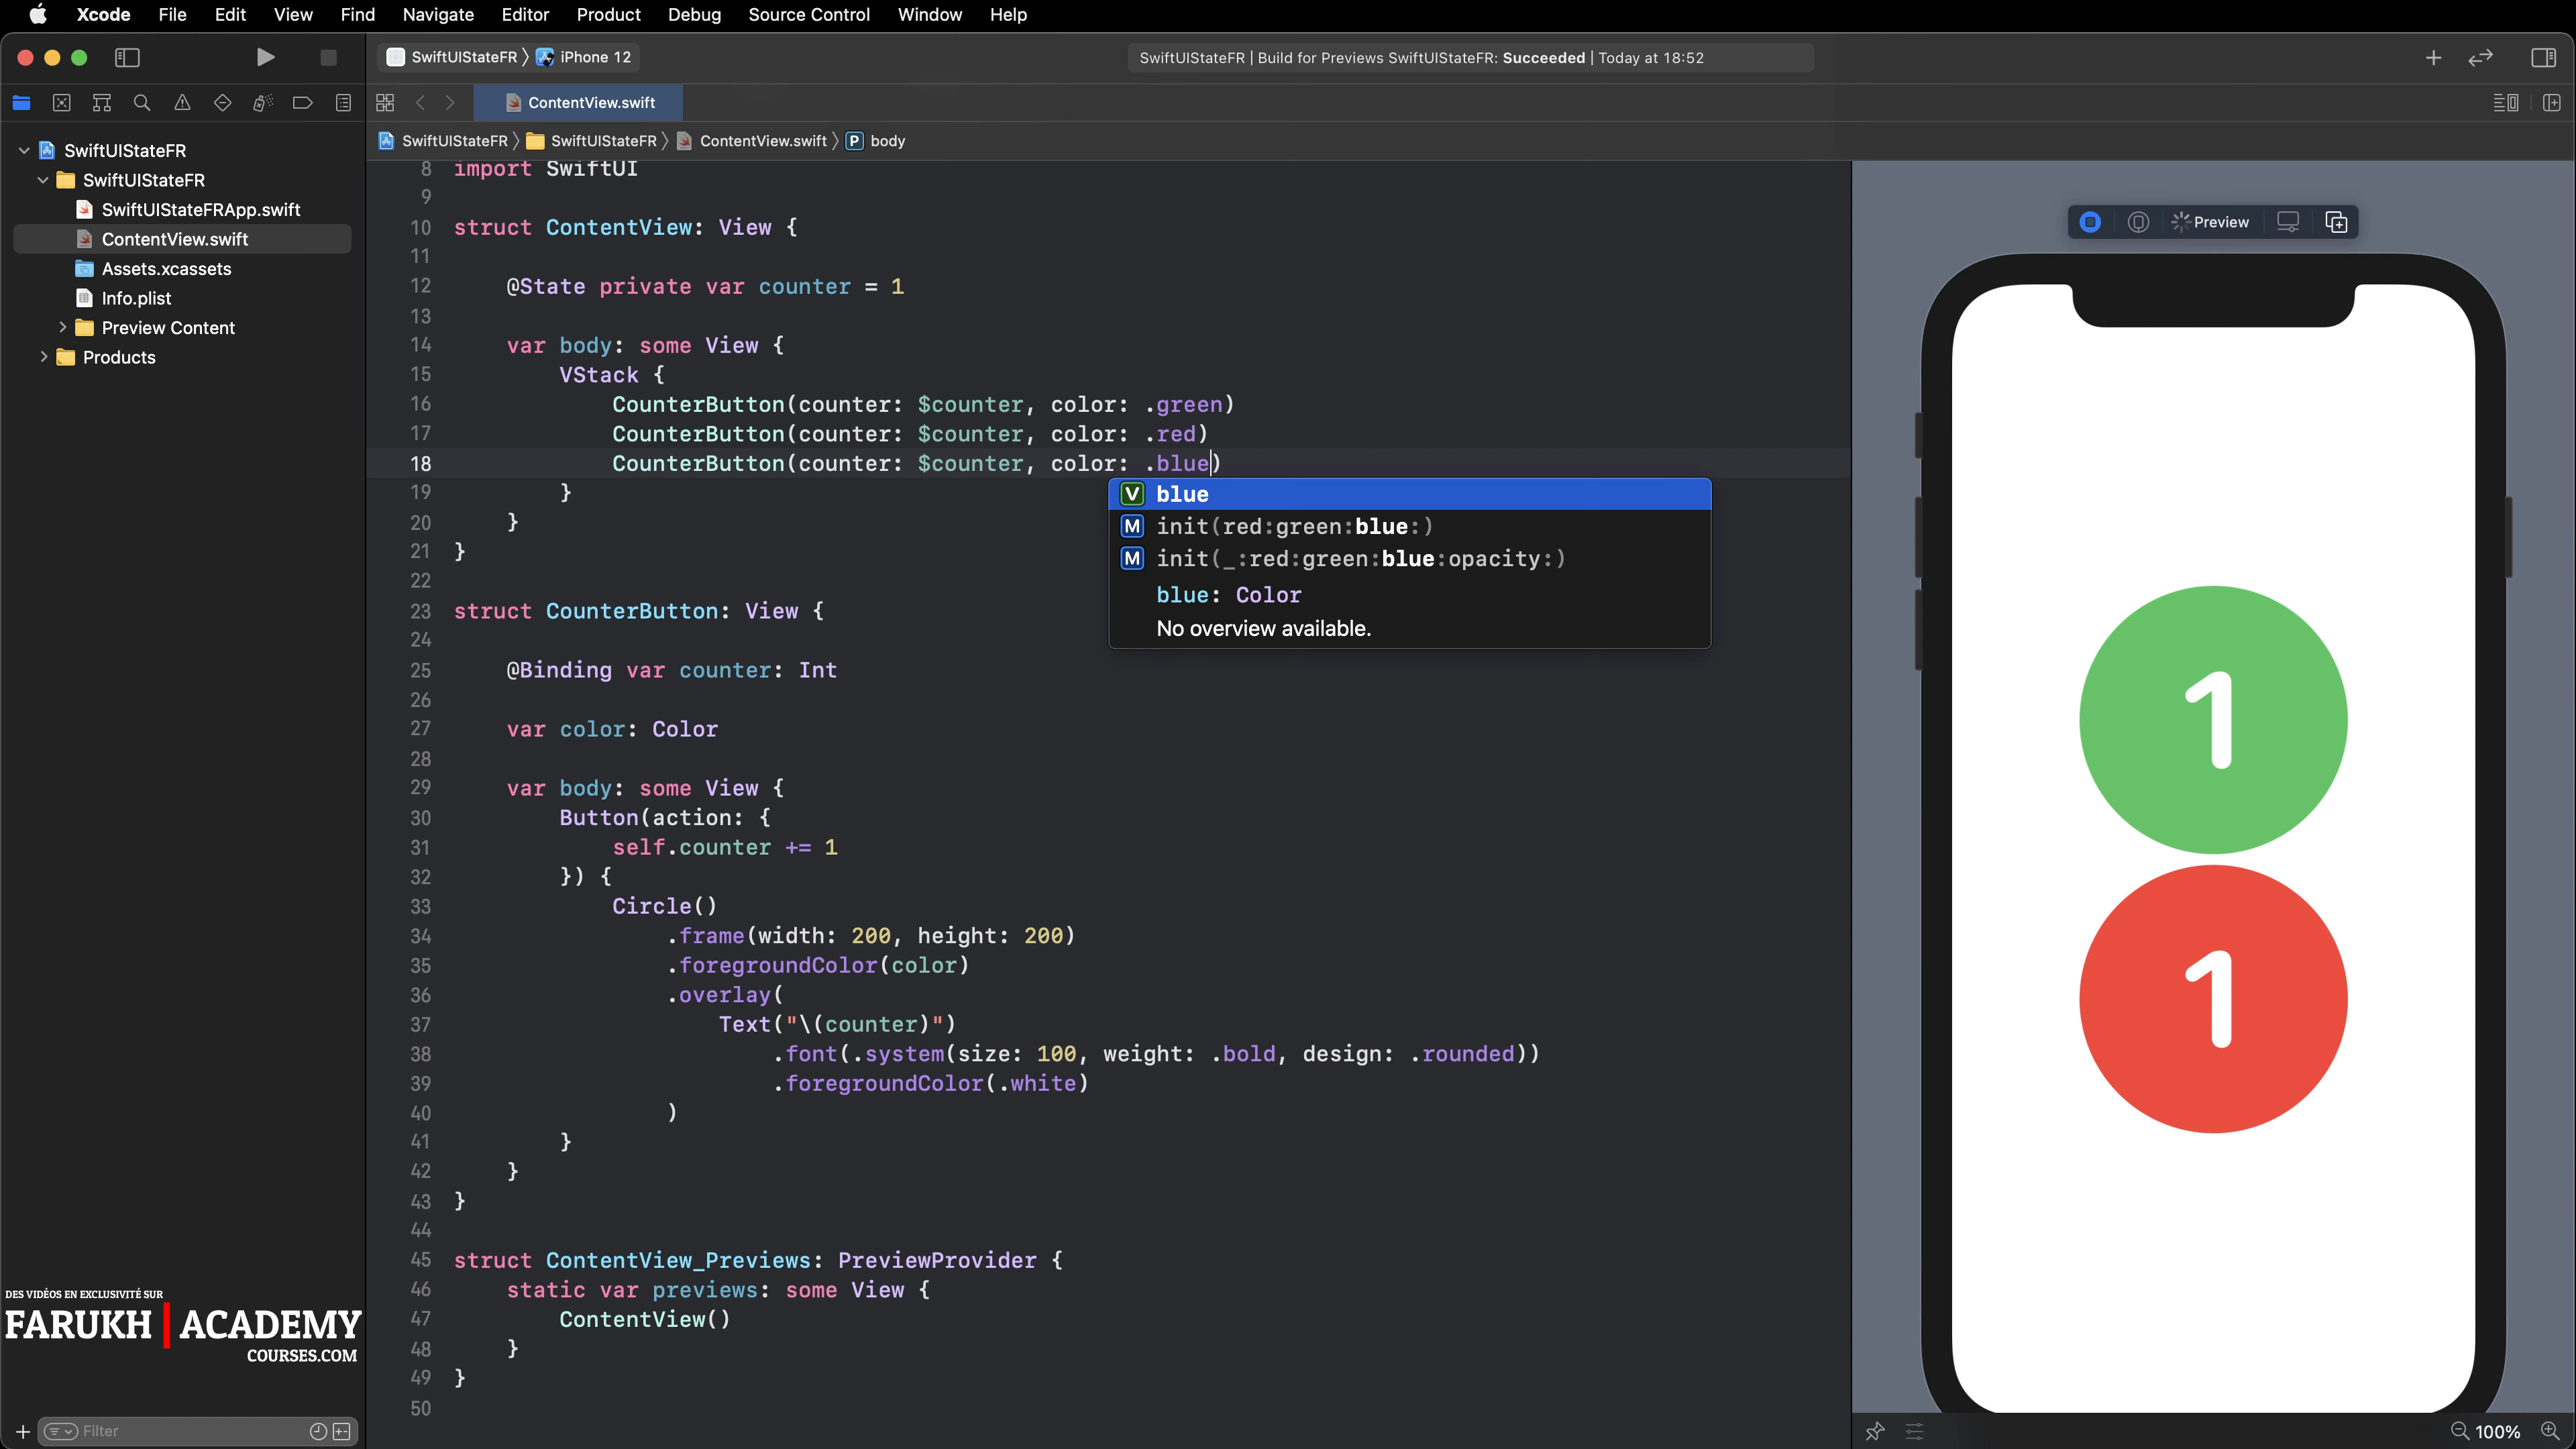 Xcode File Edit View Find Navigate Editor Product Debug Source Control Window Help
SwiftUIStateFR iPhone 12
SwiftUIStateFR | Build for Previews SwiftUIStateFR: Succeeded | Today at 18:52
ContentView.swift
SwiftUIStateFR SwiftUIStateFR ContentView.swift P body
SwiftUIStateFR
SwiftUIStateFR
SwiftUIStateFRApp.swift
ContentView.swift
Assets.xcassets
Info.plist
Preview Content
Products
8 import SwiftUI
9
10 struct ContentView: View {
11
12 @State private var counter = 1
13
14 var body: some View {
15 VStack {
16 CounterButton(counter: $counter, color: .green)
17 CounterButton(counter: $counter, color: .red)
18 CounterButton(counter: $counter, color: .blue)
19 }
20 }
21 }
22
23 struct CounterButton: View {
24
25 @Binding var counter: Int
26
27 var color: Color
28
29 var body: some View {
30 Button(action: {
31 self.counter += 1
32 }) {
33 Circle()
34 .frame(width: 200, height: 200)
35 .foregroundColor(color)
36 .overlay(
37 Text("\(counter)")
38 .font(.system(size: 100, weight: .bold, design: .rounded))
39 .foregroundColor(.white)
40 )
41 }
42 }
43 }
44
45 struct ContentView_Previews: PreviewProvider {
46 static var previews: some View {
47 ContentView()
48 }
49 }
50
V blue
M init(red:green:blue:)
M init(_:red:green:blue:opacity:)
blue: Color
No overview available.
Preview
1
1
DES VIDÉOS EN EXCLUSIVITÉ SUR
FARUKH | ACADEMY
COURSES.COM
Filter
100%